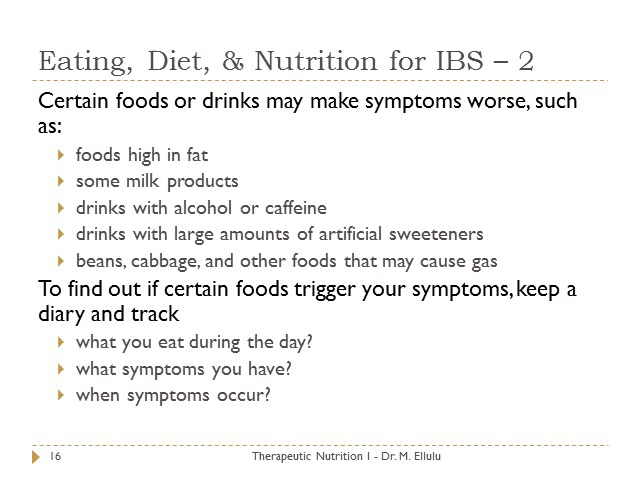 Eating, Diet, & Nutrition for IBS – 2
Certain foods or drinks may make symptoms worse, such
as:
foods high in fat
some milk products
drinks with alcohol or caffeine
drinks with large amounts of artificial sweeteners
beans, cabbage, and other foods that may cause gas
To find out if certain foods trigger your symptoms, keep a
diary and track
what you eat during the day?
what symptoms you have?
when symptoms occur?
16
Therapeutic Nutrition I - Dr. M. Ellulu